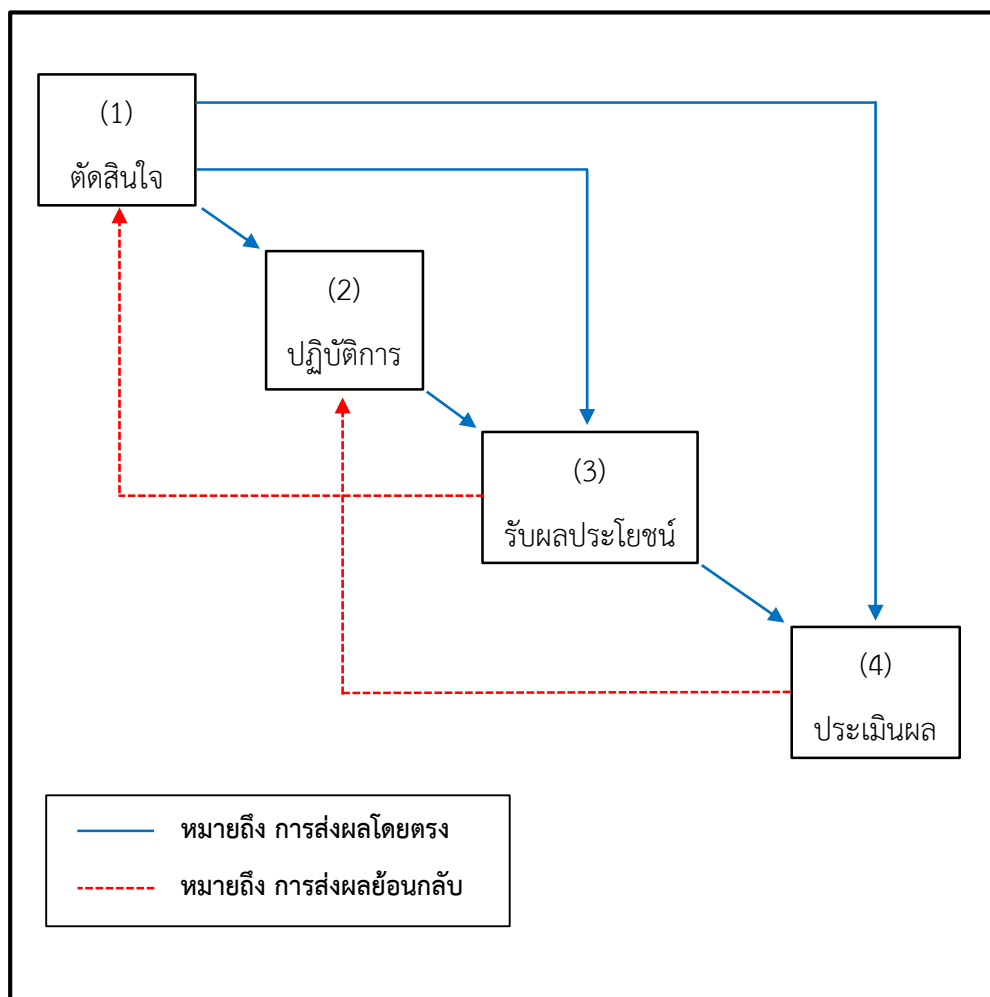 (1)
ตัดสินใจ
(2)
ปฏิบัติการ
(3)
รับผลประโยชน์
(4)
ประเมินผล
หมายถึง การส่งผลโดยตรง
หมายถึง การส่งผลย้อนกลับ